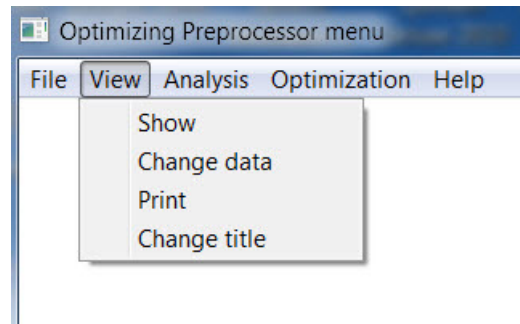 Optimizing Preprocessor menu
File View Analysis Optimization Help
Show
Change data
Print
Change title